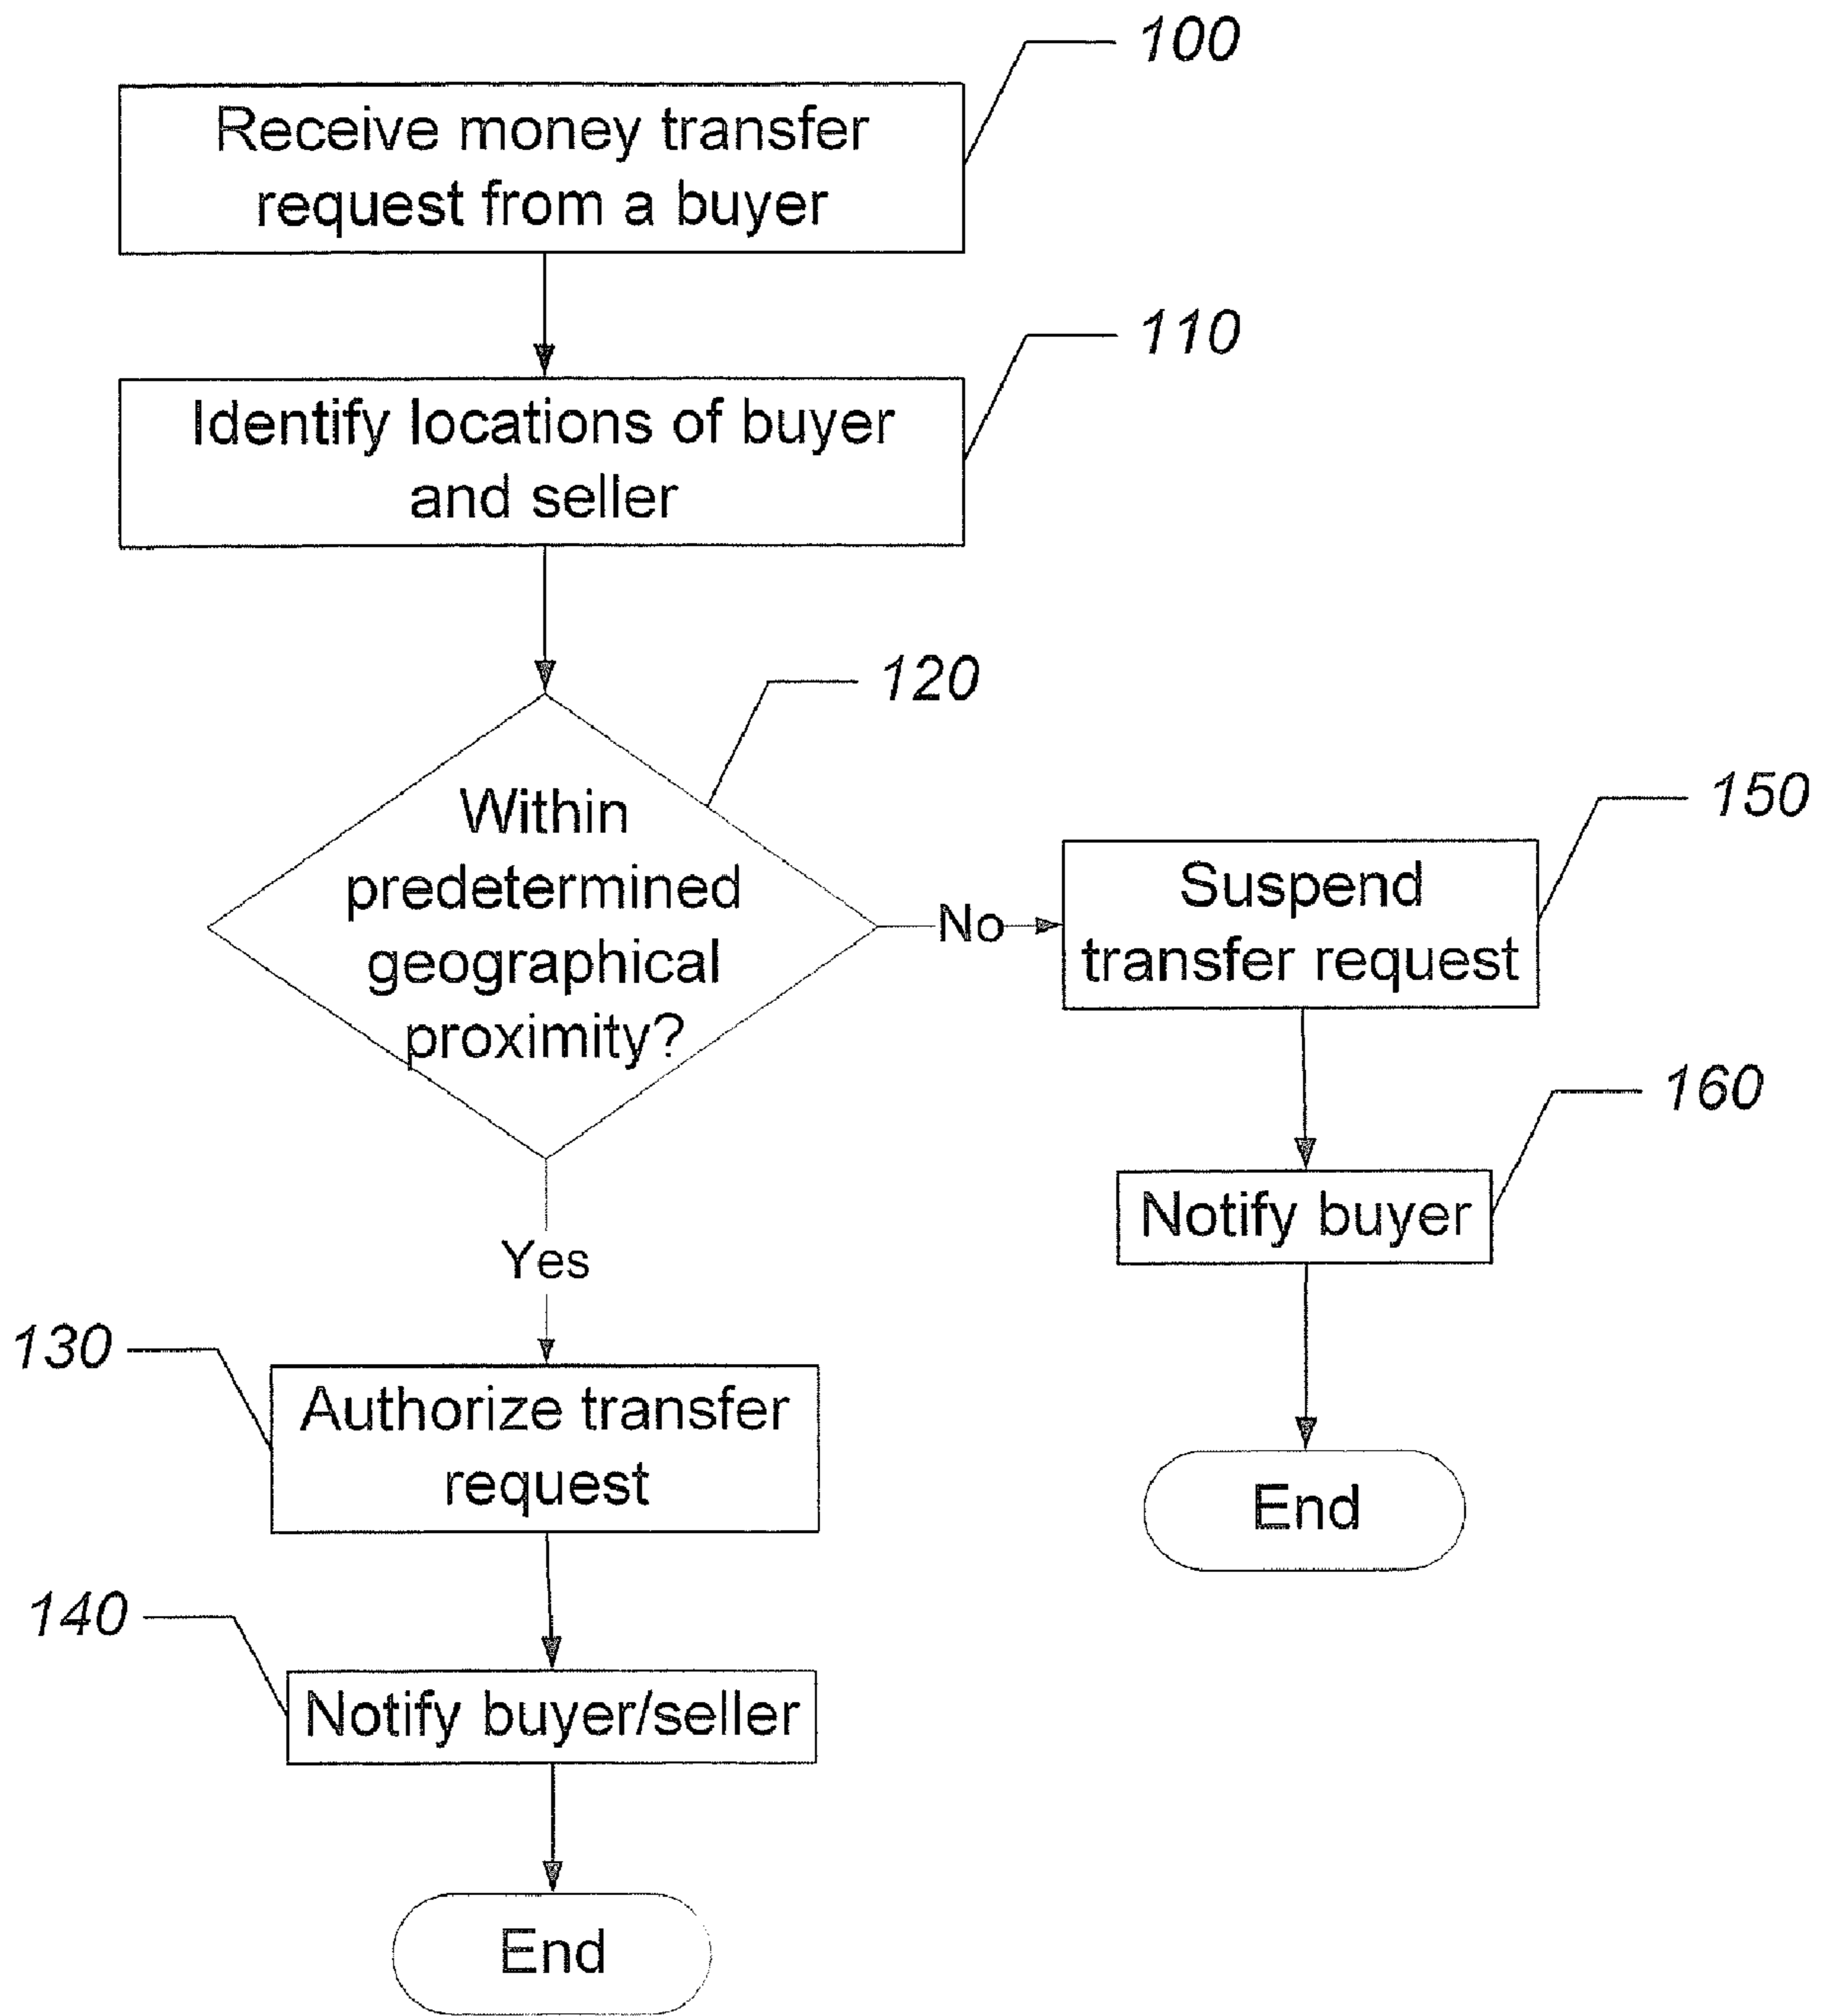 100
Receive money transfer
request from a buyer
110
Identify locations of buyer
and seller
120
Within
predetermined
geographical
proximity?
No
150
Suspend
transfer request
160
Notify buyer
End
Yes
130
Authorize transfer
request
140
Notify buyer/seller
End